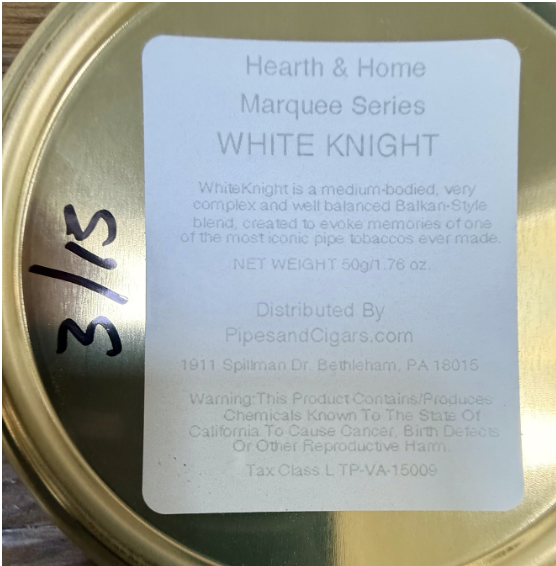 Hearth & Home
Marquee Series
WHITE KNIGHT
WhiteKnight is a medium-bodied, very
complex and well balanced Balkan-Style
blend, created to evoke memories of one
of the most iconic pipe tobaccos ever made.
NET WEIGHT 50g/1.76 oz.
Distributed By
PipesandCigars.com
1911 Spillman Dr. Bethleham, PA 18015
Warning:This Product Contains/Produces
Chemicals Known To The State Of
California To Cause Cancer, Birth Defects
Or Other Reproductive Harm.
Tax Class L TP-VA-15009
3/15